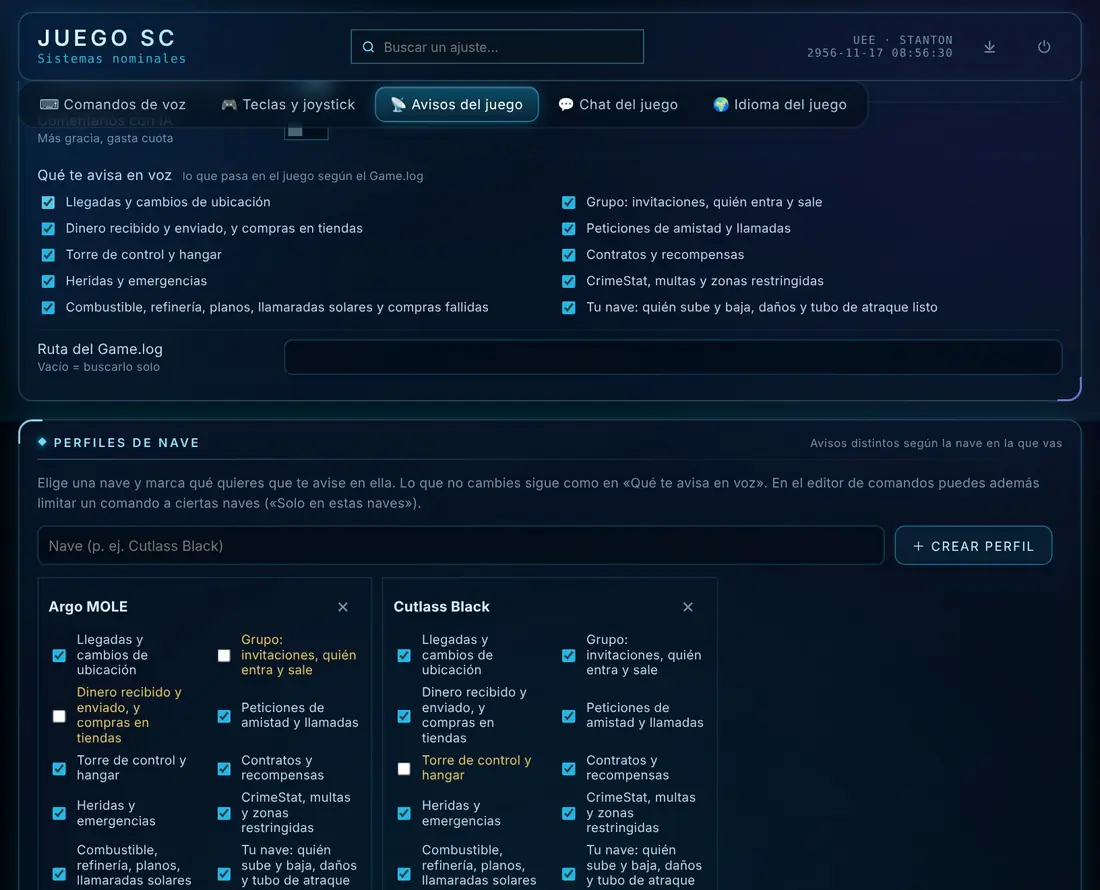 JUEGO SC
Sistemas nominales
Buscar un ajuste...
UEE · STANTON
2956-11-17 08:56:30
Comandos de voz
Teclas y joystick
Avisos del juego
Chat del juego
Idioma del juego
Comentarios con IA
Más gracia, gasta cuota
Qué te avisa en voz lo que pasa en el juego según el Game.log
Llegadas y cambios de ubicación
Grupo: invitaciones, quién entra y sale
Dinero recibido y enviado, y compras en tiendas
Peticiones de amistad y llamadas
Torre de control y hangar
Contratos y recompensas
Heridas y emergencias
CrimeStat, multas y zonas restringidas
Combustible, refinería, planos, llamaradas solares y compras fallidas
Tu nave: quién sube y baja, daños y tubo de atraque listo
Ruta del Game.log
Vacío = buscarlo solo
PERFILES DE NAVE
Avisos distintos según la nave en la que vas
Elige una nave y marca qué quieres que te avise en ella. Lo que no cambies sigue como en «Qué te avisa en voz». En el editor de comandos puedes además
limitar un comando a ciertas naves («Solo en estas naves»).
Nave (p. ej. Cutlass Black)
+ CREAR PERFIL
Argo MOLE
Llegadas y
cambios de
ubicación
Grupo:
invitaciones, quién
entra y sale
Dinero recibido y
enviado, y
compras en
tiendas
Peticiones de
amistad y llamadas
Torre de control y
hangar
Contratos y
recompensas
Heridas y
emergencias
CrimeStat, multas
y zonas
restringidas
Combustible,
refinería, planos,
llamaradas solares
Tu nave: quién
sube y baja, daños
y tubo de atraque
Cutlass Black
Llegadas y
cambios de
ubicación
Grupo:
invitaciones, quién
entra y sale
Dinero recibido y
enviado, y
compras en
tiendas
Peticiones de
amistad y llamadas
Torre de control y
hangar
Contratos y
recompensas
Heridas y
emergencias
CrimeStat, multas
y zonas
restringidas
Combustible,
refinería, planos,
llamaradas solares
Tu nave: quién
sube y baja, daños
y tubo de atraque